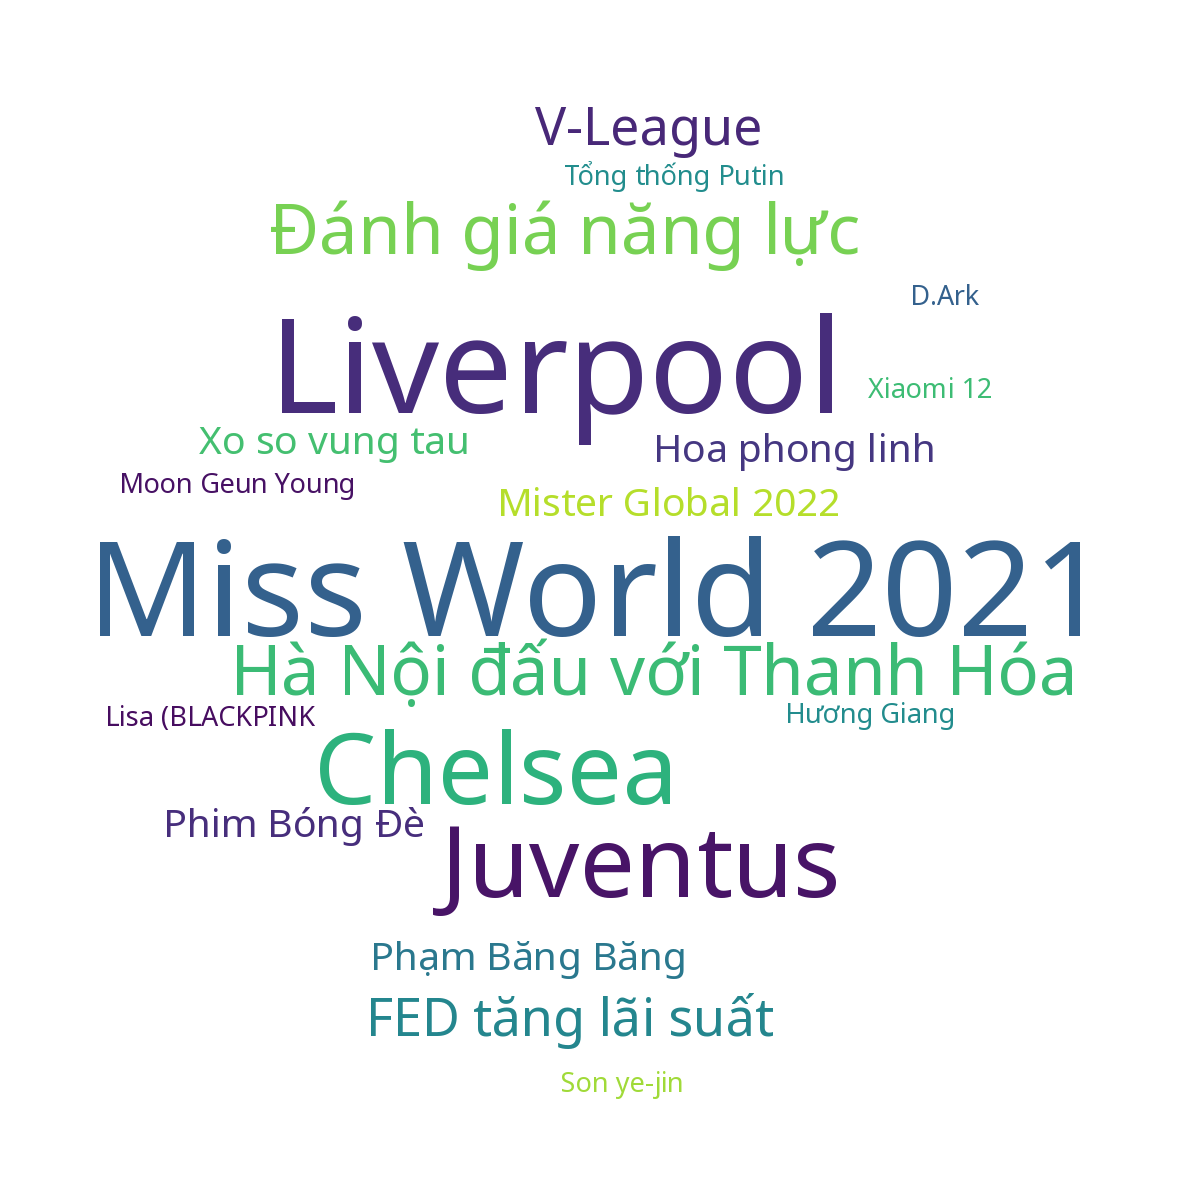 V-League
Tổng thống Putin
Đánh giá năng lực
D.Ark
Liverpool
Xiaomi 12
Xo so vung tau
Hoa phong linh
Moon Geun Young
Mister Global 2022
Miss World 2021
Hà Nội đấu với Thanh Hóa
Lisa (BLACKPINK
Hương Giang
Chelsea
Phim Bóng Đè
Juventus
Phạm Băng Băng
FED tăng lãi suất
Son ye-jin